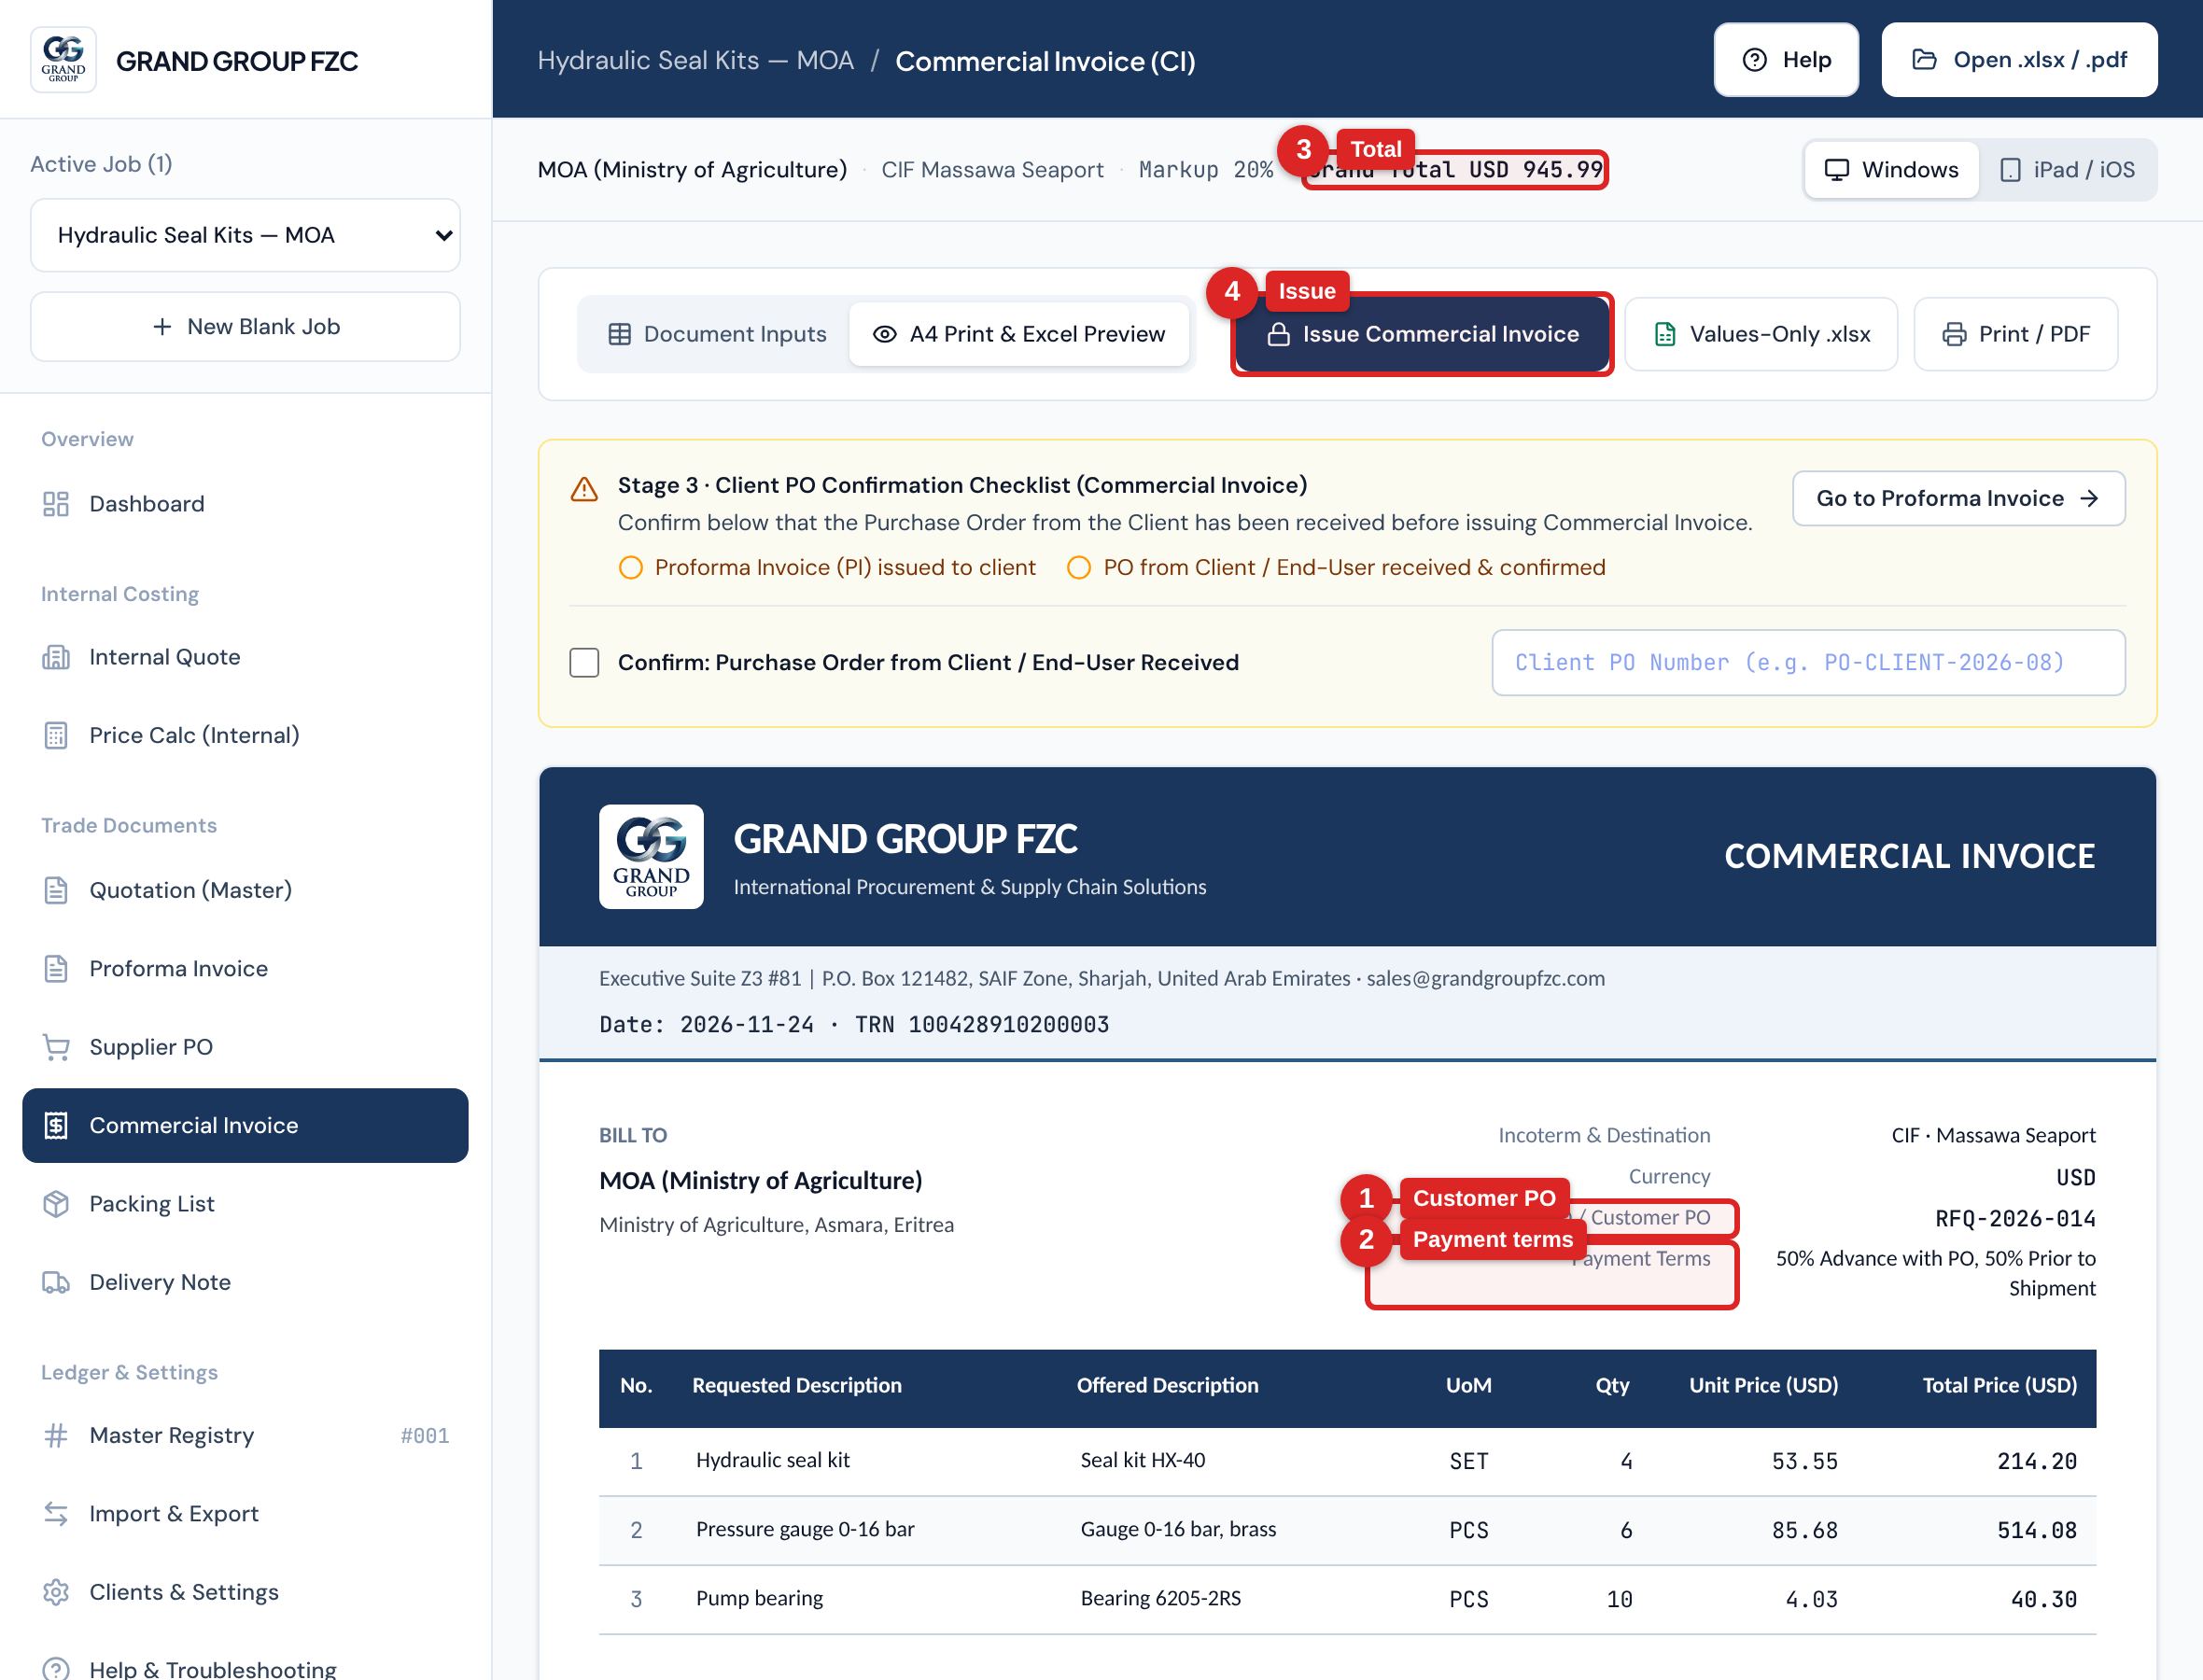 GG
GRAND
GROUP
GRAND GROUP FZC
Hydraulic Seal Kits — MOA / Commercial Invoice (CI)
Help
Open .xlsx / .pdf
Active Job (1)
Hydraulic Seal Kits — MOA
New Blank Job
MOA (Ministry of Agriculture) · CIF Massawa Seaport · Markup 20%
3 Total
Grand Total USD 945.99
Windows
iPad / iOS
Document Inputs
A4 Print & Excel Preview
4 Issue
Issue Commercial Invoice
Values-Only .xlsx
Print / PDF
Overview
Dashboard
Internal Costing
Internal Quote
Price Calc (Internal)
Trade Documents
Quotation (Master)
Proforma Invoice
Supplier PO
Commercial Invoice
Packing List
Delivery Note
Ledger & Settings
Master Registry #001
Import & Export
Clients & Settings
Help & Troubleshooting
Stage 3 · Client PO Confirmation Checklist (Commercial Invoice)
Confirm below that the Purchase Order from the Client has been received before issuing Commercial Invoice.
Go to Proforma Invoice →
Proforma Invoice (PI) issued to client
PO from Client / End-User received & confirmed
Confirm: Purchase Order from Client / End-User Received
Client PO Number (e.g. PO-CLIENT-2026-08)
GG
GRAND
GROUP
GRAND GROUP FZC
International Procurement & Supply Chain Solutions
COMMERCIAL INVOICE
Executive Suite Z3 #81 | P.O. Box 121482, SAIF Zone, Sharjah, United Arab Emirates · sales@grandgroupfzc.com
Date: 2026-11-24 · TRN 100428910200003
BILL TO
MOA (Ministry of Agriculture)
Ministry of Agriculture, Asmara, Eritrea
Incoterm & Destination CIF · Massawa Seaport
Currency USD
1 Customer PO
/ Customer PO RFQ-2026-014
2 Payment terms
Payment Terms 50% Advance with PO, 50% Prior to
Shipment
No. Requested Description Offered Description UoM Qty Unit Price (USD) Total Price (USD)
1 Hydraulic seal kit Seal kit HX-40 SET 4 53.55 214.20
2 Pressure gauge 0-16 bar Gauge 0-16 bar, brass PCS 6 85.68 514.08
3 Pump bearing Bearing 6205-2RS PCS 10 4.03 40.30